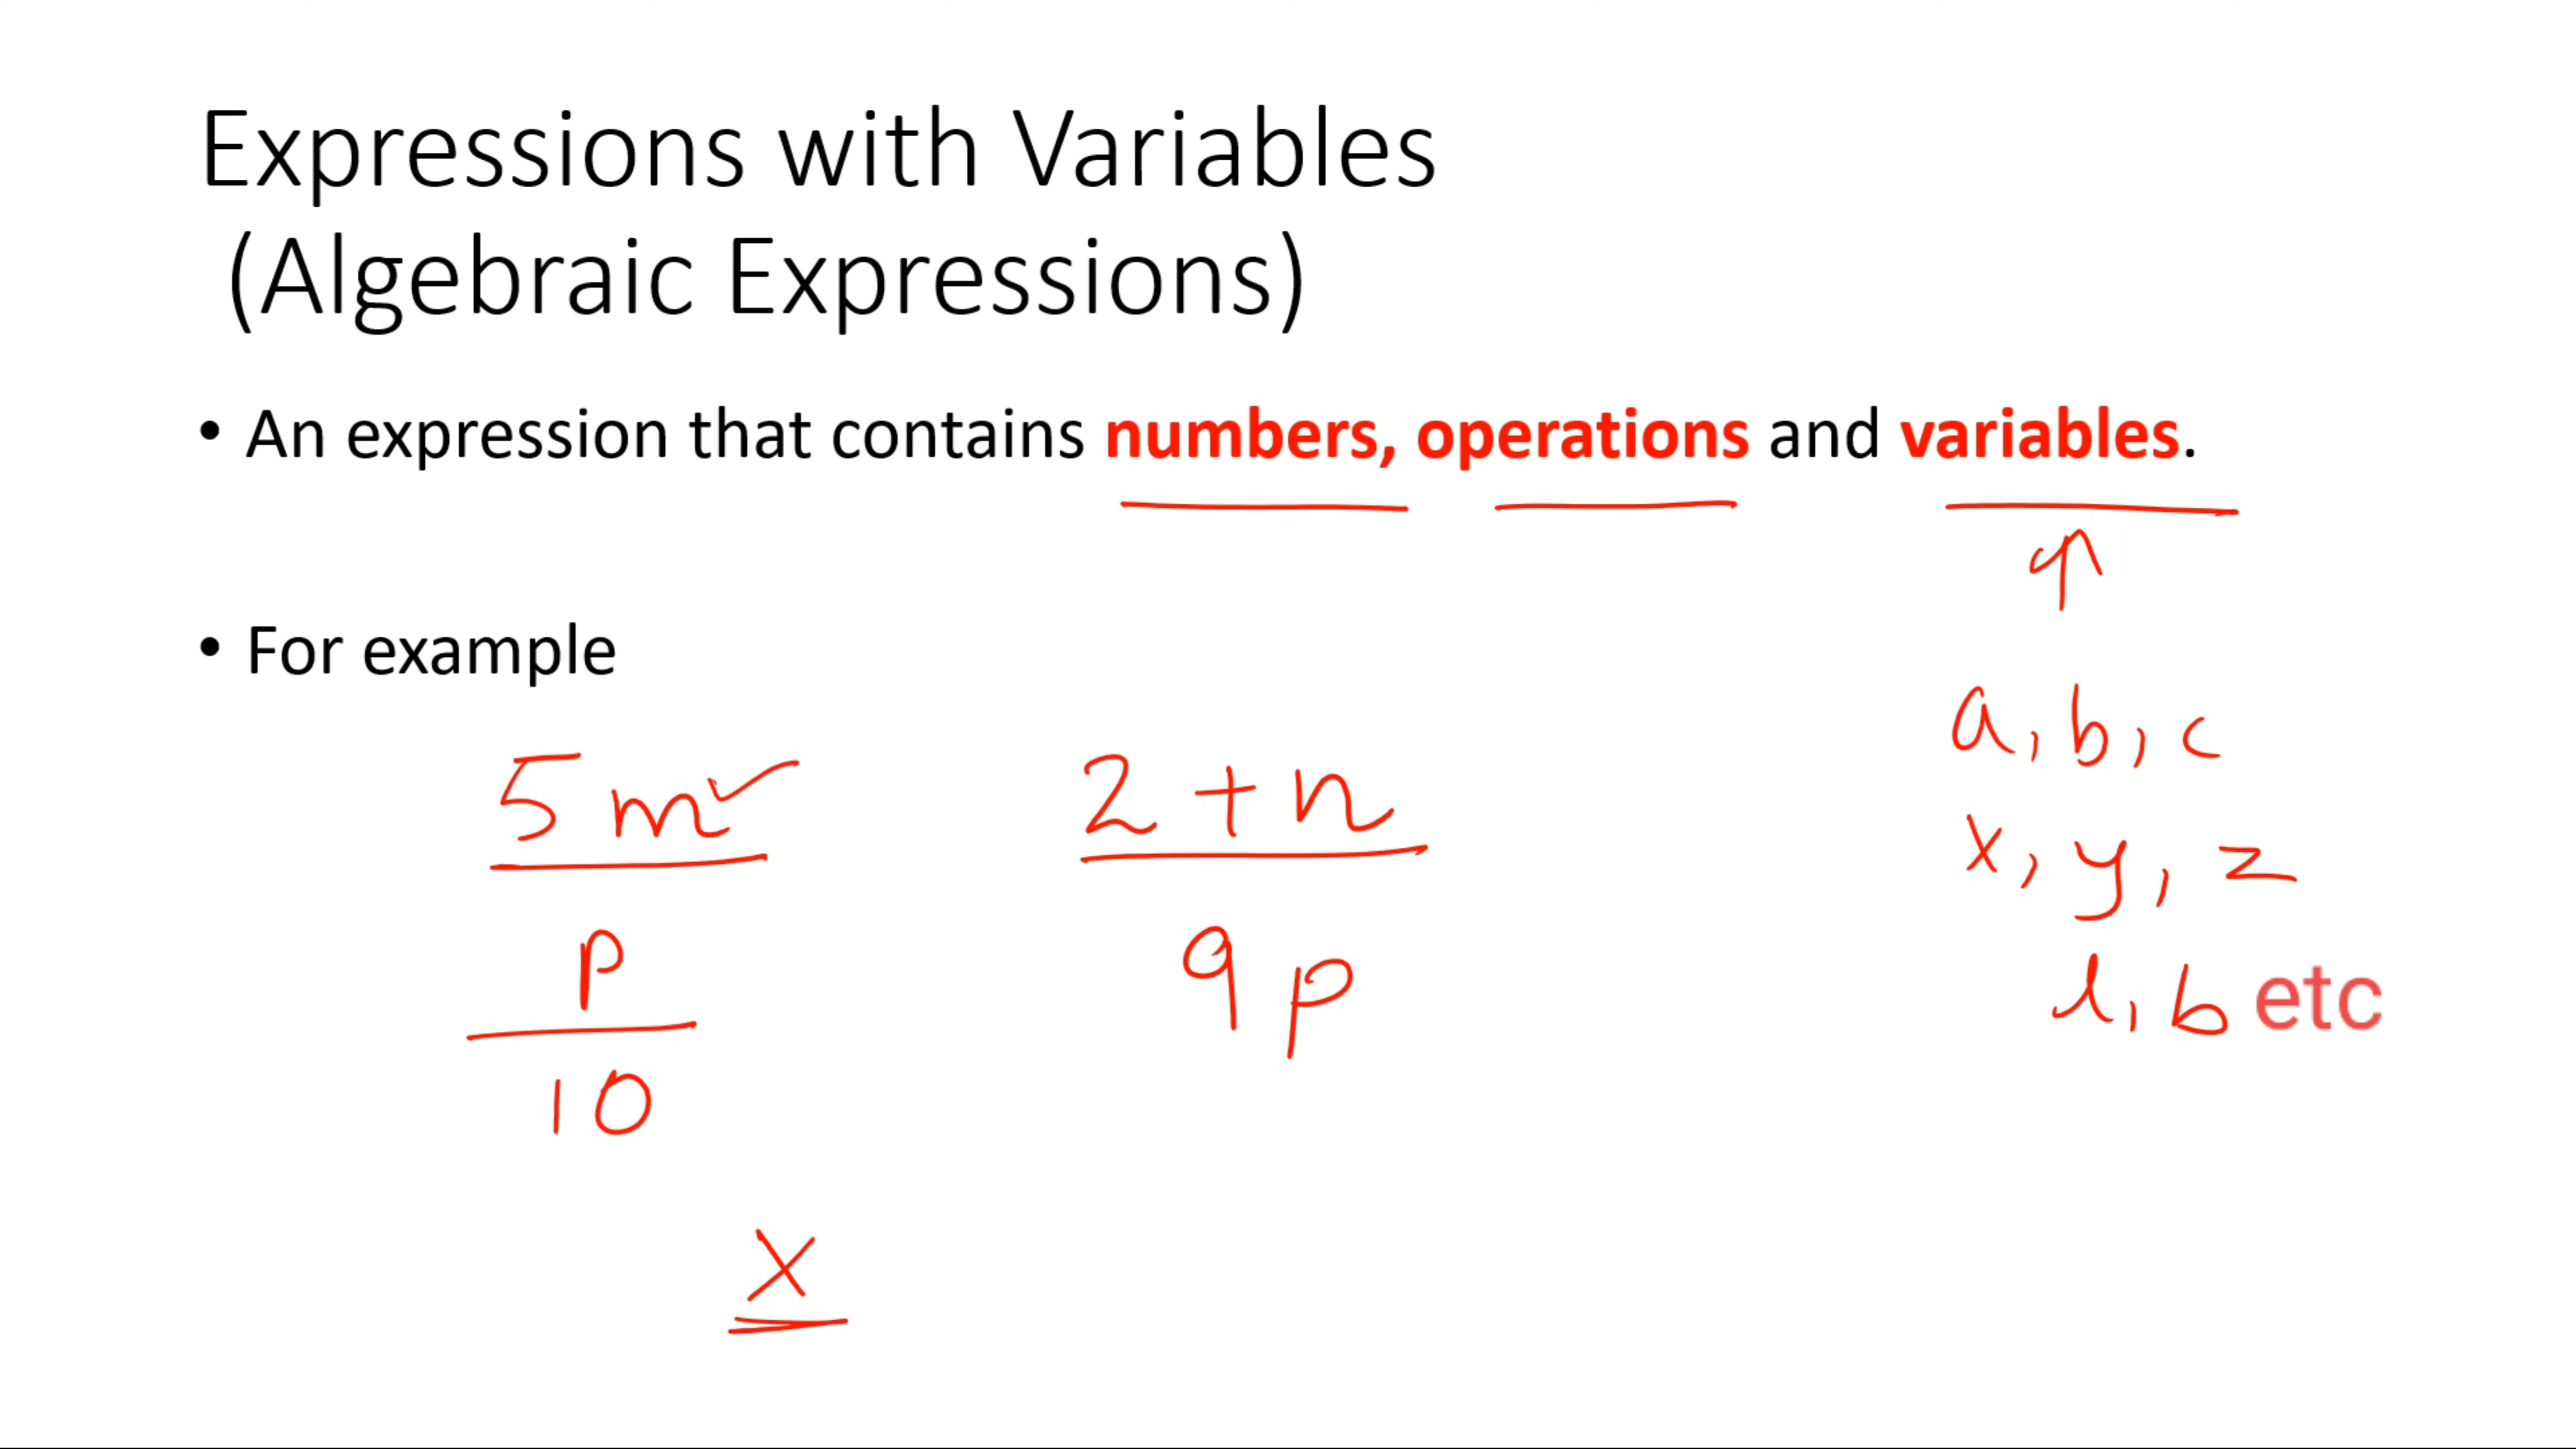 Expressions with Variables
(Algebraic Expressions)
• An expression that contains numbers, operations and variables.
• For example
a, b, c
5m 2+n
x, y, z
p 9p
l, b etc
10
x